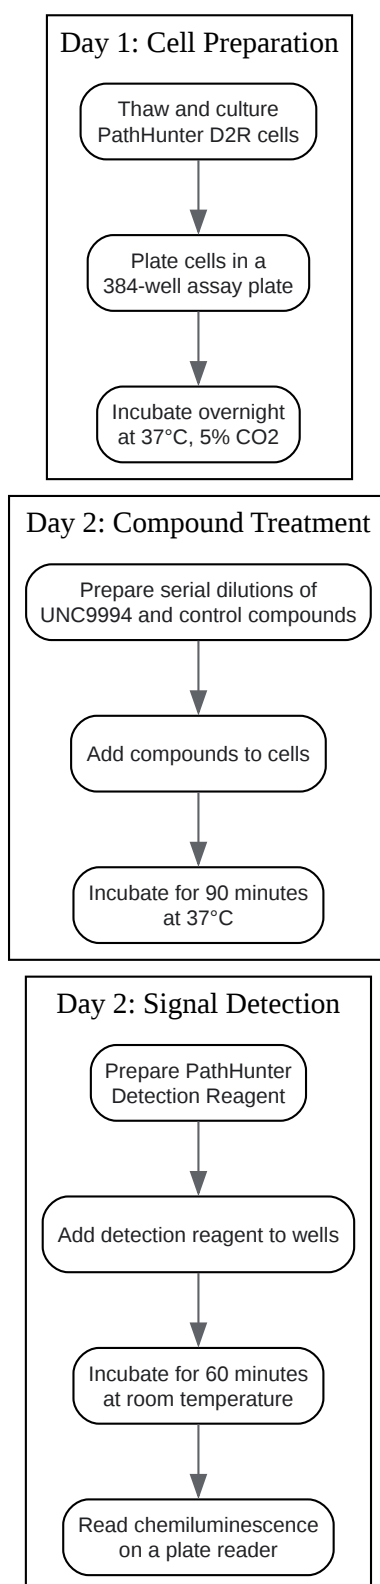 Day 1: Cell Preparation
Thaw and culture
PathHunter D2R cells
Plate cells in a
384-well assay plate
Incubate overnight
at 37°C, 5% CO2
Day 2: Compound Treatment
Prepare serial dilutions of
UNC9994 and control compounds
Add compounds to cells
Incubate for 90 minutes
at 37°C
Day 2: Signal Detection
Prepare PathHunter
Detection Reagent
Add detection reagent to wells
Incubate for 60 minutes
at room temperature
Read chemiluminescence
on a plate reader